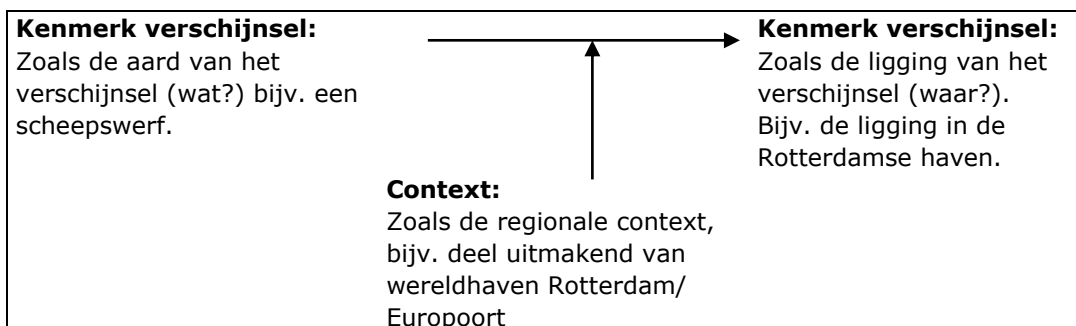 Kenmerk verschijnsel:
Zoals de aard van het
verschijnsel (wat?) bijv. een
scheepswerf.
Kenmerk verschijnsel:
Zoals de ligging van het
verschijnsel (waar?).
Bijv. de ligging in de
Rotterdamse haven.
Context:
Zoals de regionale context,
bijv. deel uitmakend van
wereldhaven Rotterdam/
Europoort